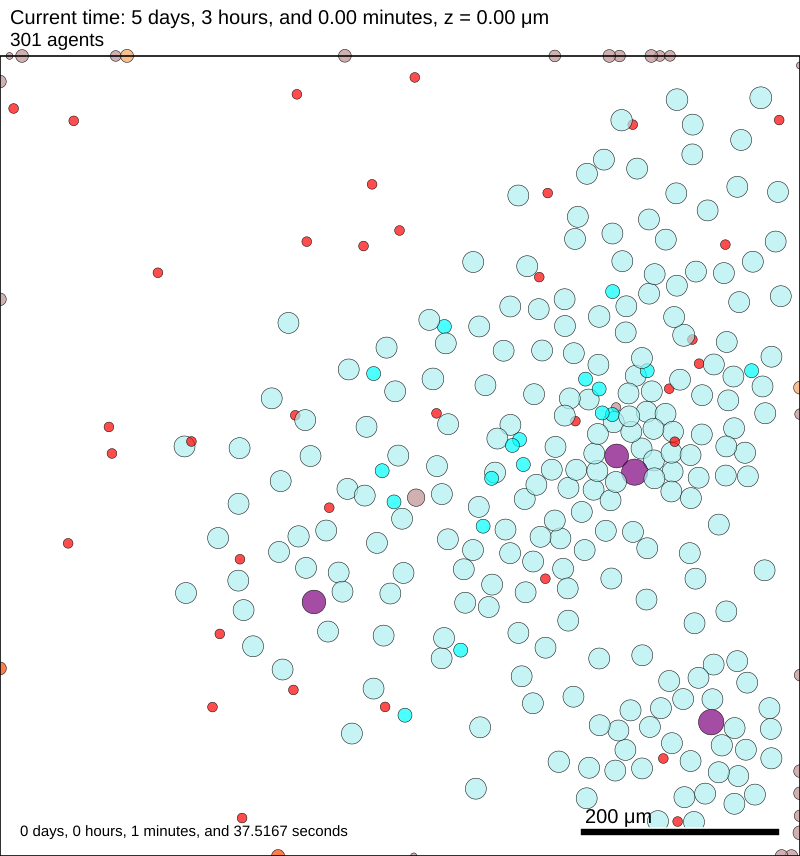 Current time: 5 days, 3 hours, and 0.00 minutes, z = 0.00 μm
301 agents
200 μm
0 days, 0 hours, 1 minutes, and 37.5167 seconds